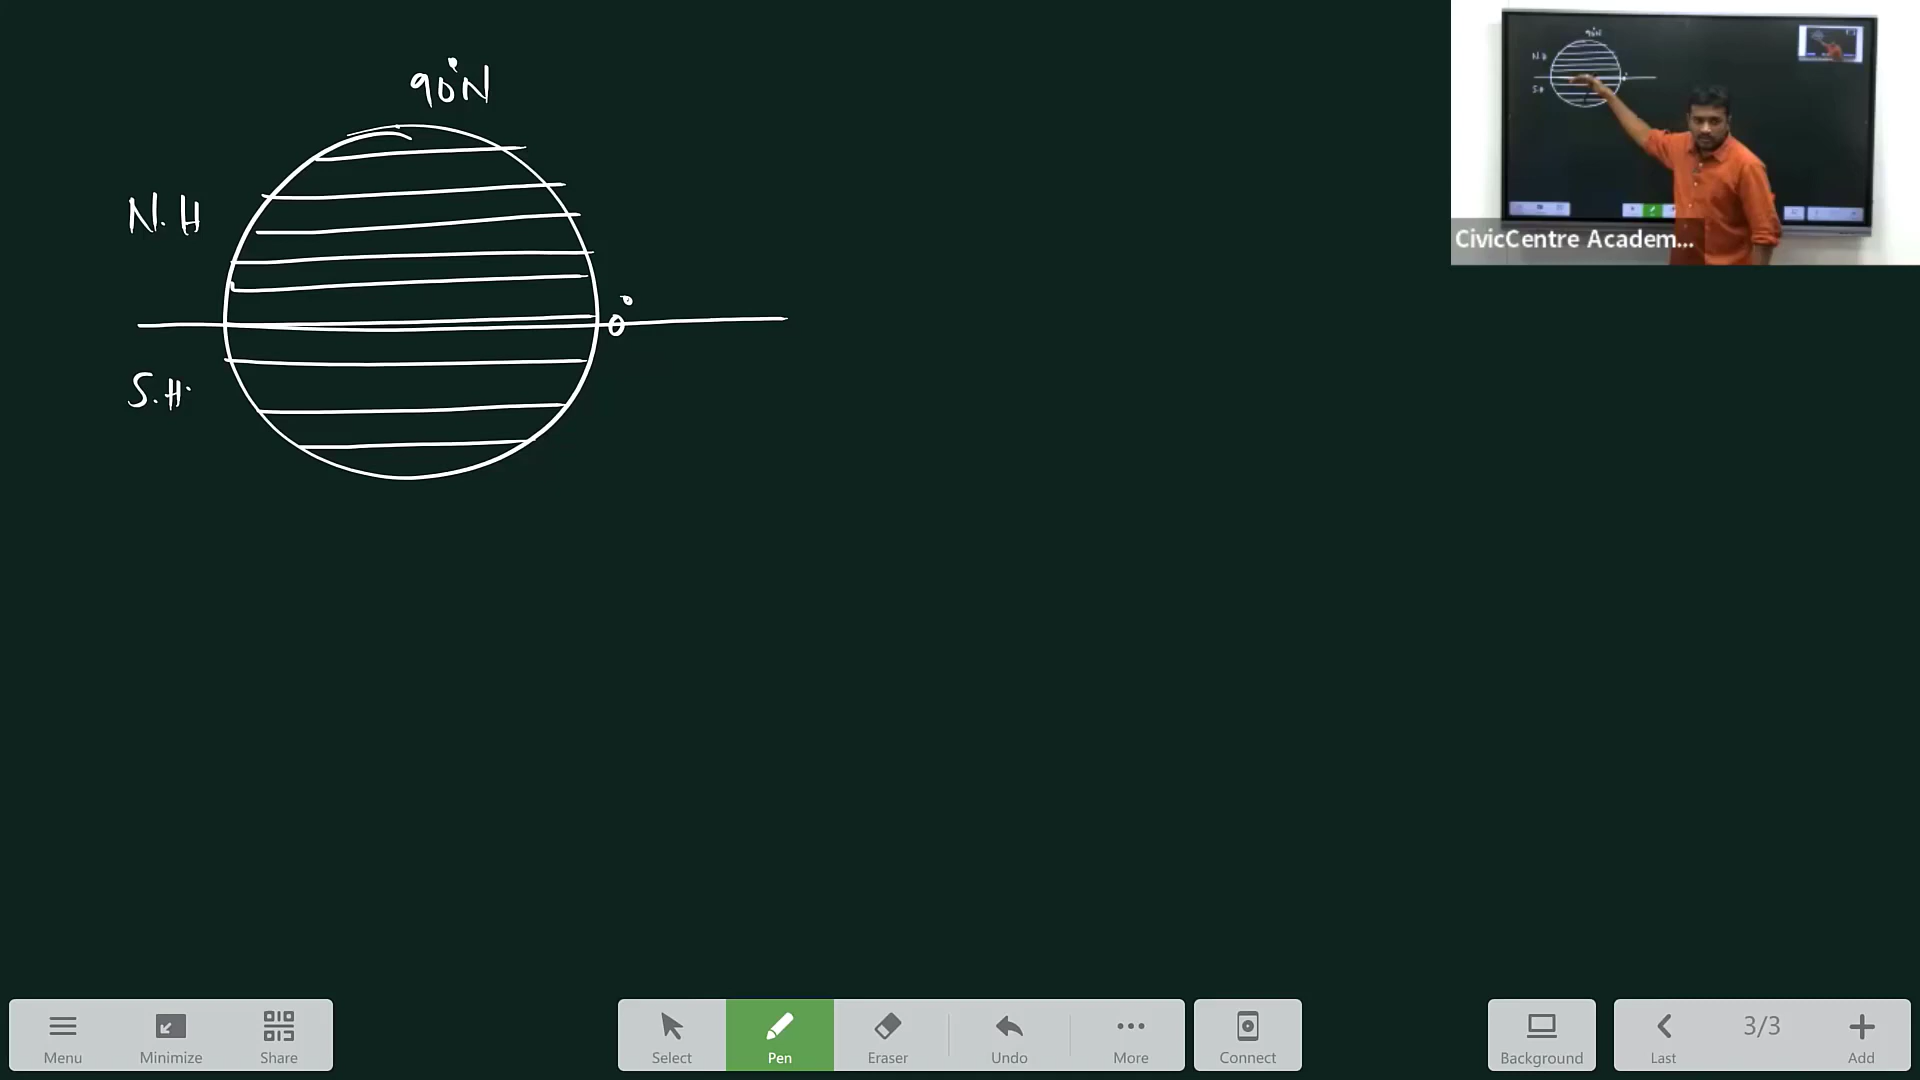 90°N
N.H
0°
S.H.
CivicCentre Academ...
Menu
Minimize
Share
Select
Pen
Eraser
Undo
More
Connect
Background
Last
3/3
Add